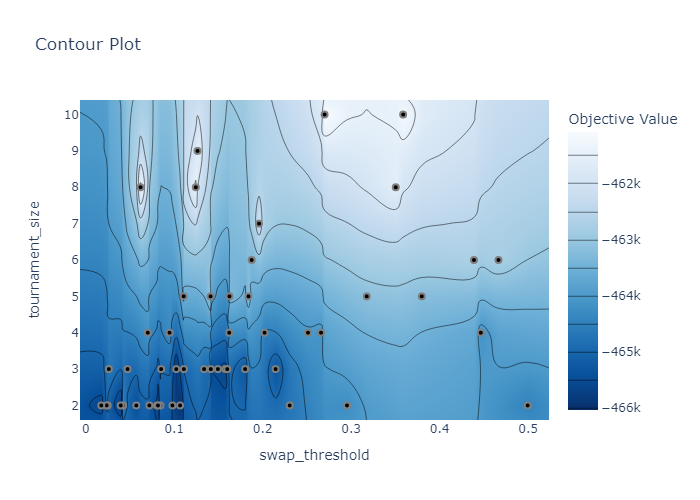 Contour Plot
Objective Value
10
9
8
7
6
5
4
3
2
tournament_size
−462k
−463k
−464k
−465k
−466k
0
0.1
0.2
0.3
0.4
0.5
swap_threshold